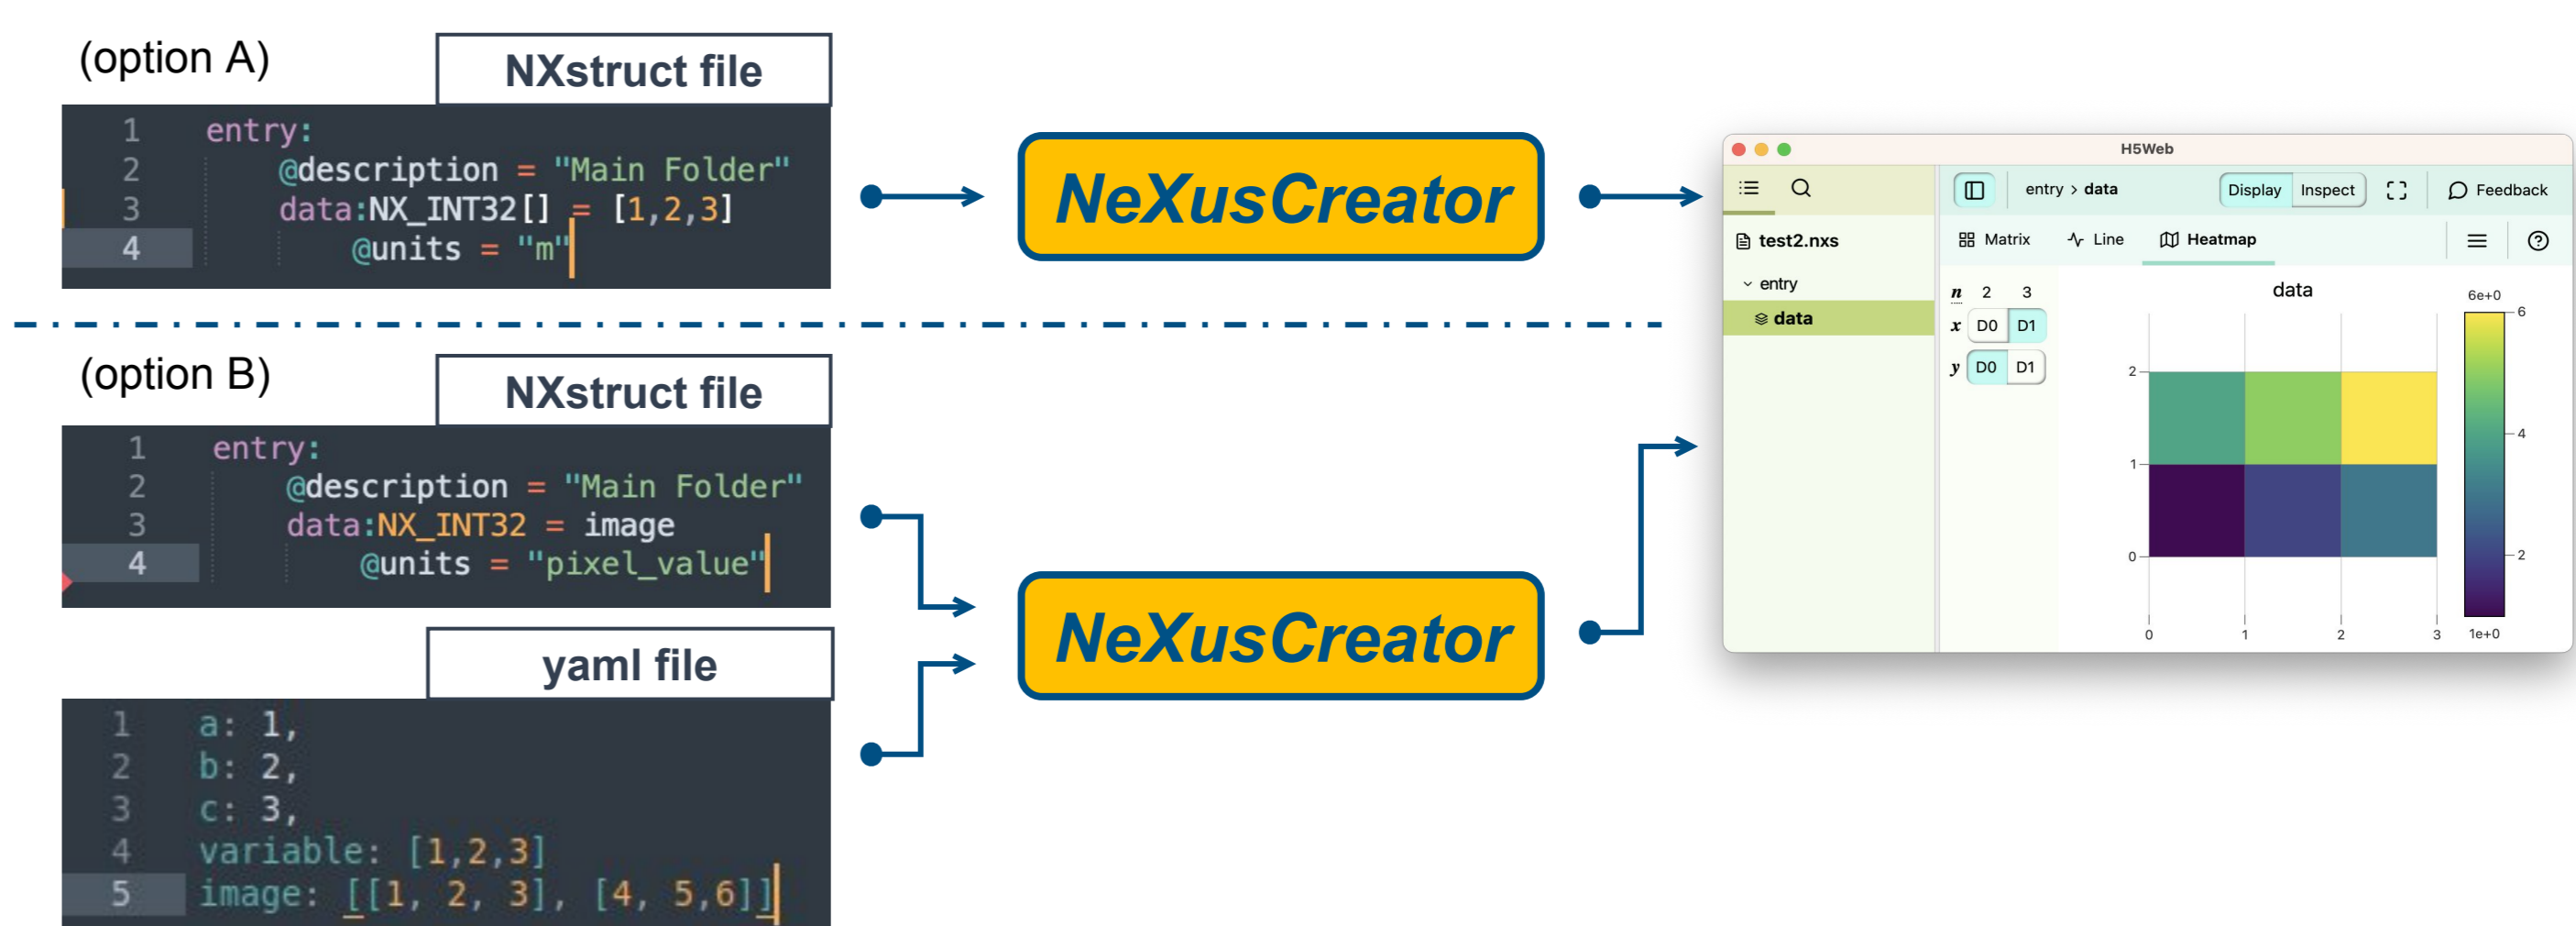 (option A)
NXstruct file
1 entry:
2 @description = "Main Folder"
3 data:NX_INT32[] = [1,2,3]
4 @units = "m"
NeXusCreator
(option B)
NXstruct file
1 entry:
2 @description = "Main Folder"
3 data:NX_INT32 = image
4 @units = "pixel_value"
yaml file
1 a: 1,
2 b: 2,
3 c: 3,
4 variable: [1,2,3]
5 image: [[1, 2, 3], [4, 5,6]]
NeXusCreator
H5Web
entry > data Display Inspect Feedback
test2.nxs
entry
data
Matrix Line Heatmap
n 2 3
x D0 D1
y D0 D1
data
2
1
0
0 1 2 3
6e+0
6
4
2
1e+0